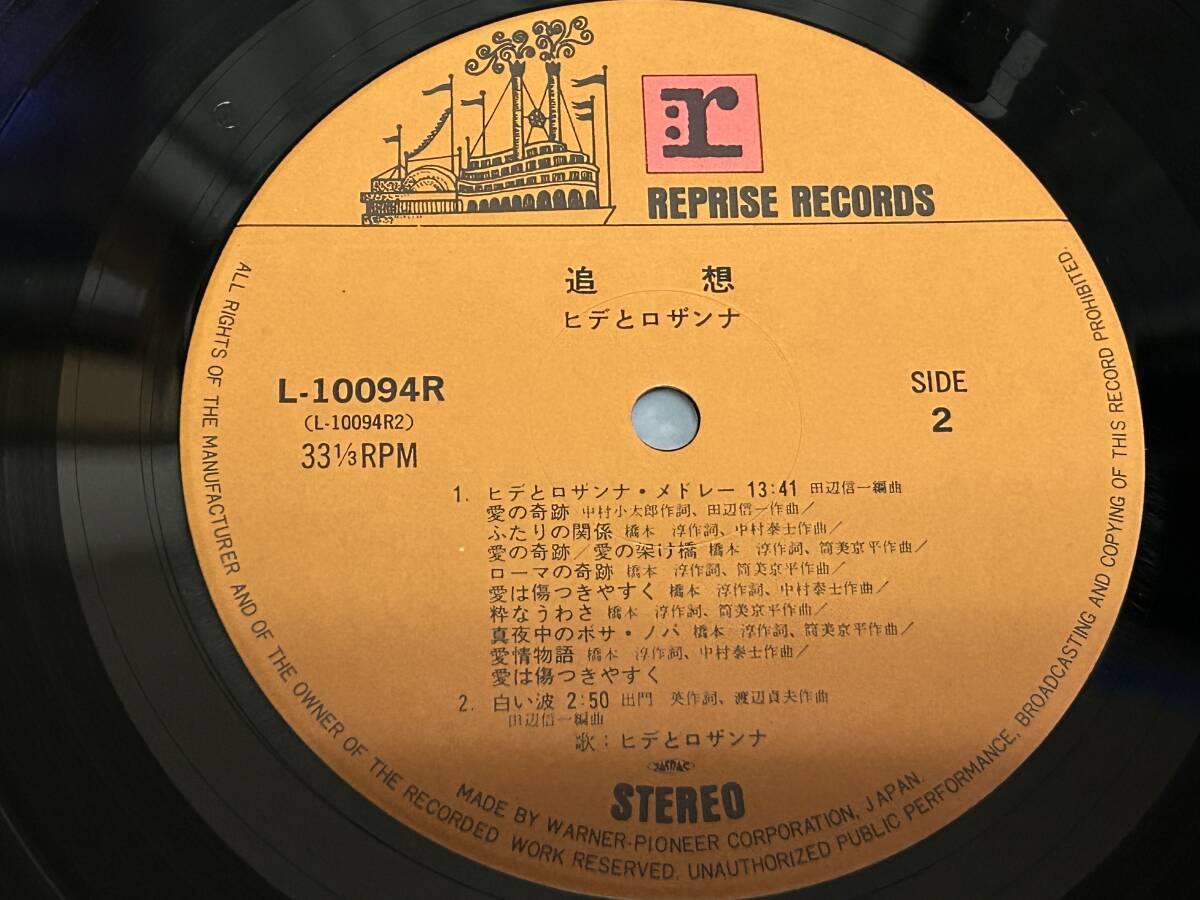 r
REPRISE RECORDS
追想
ヒデとロザンナ
L-10094R
(L-10094R2)
33⅓RPM
SIDE
2
1. ヒデとロザンナ・メドレー 13:41 田辺信一編曲
愛の奇跡 中村小太郎作詞、田辺信一作曲/
ふたりの関係 橋本 淳作詞、中村泰士作曲/
愛の奇跡/愛の架け橋 橋本 淳作詞、筒美京平作曲/
ローマの奇跡 橋本 淳作詞、筒美京平作曲/
愛は傷つきやすく 橋本 淳作詞、中村泰士作曲/
粋なうわさ 橋本 淳作詞、筒美京平作曲/
真夜中のボサ・ノバ 橋本 淳作詞、筒美京平作曲/
愛情物語 橋本 淳作詞、中村泰士作曲/
愛は傷つきやすく
2. 白い波 2:50 出門 英作詞、渡辺貞夫作曲
田辺信一編曲
歌:ヒデとロザンナ
JASRAC
STEREO
MADE BY WARNER-PIONEER CORPORATION, JAPAN.
ALL RIGHTS OF THE MANUFACTURER AND OF THE OWNER OF THE RECORDED WORK RESERVED. UNAUTHORIZED PUBLIC PERFORMANCE, BROADCASTING AND COPYING OF THIS RECORD PROHIBITED.